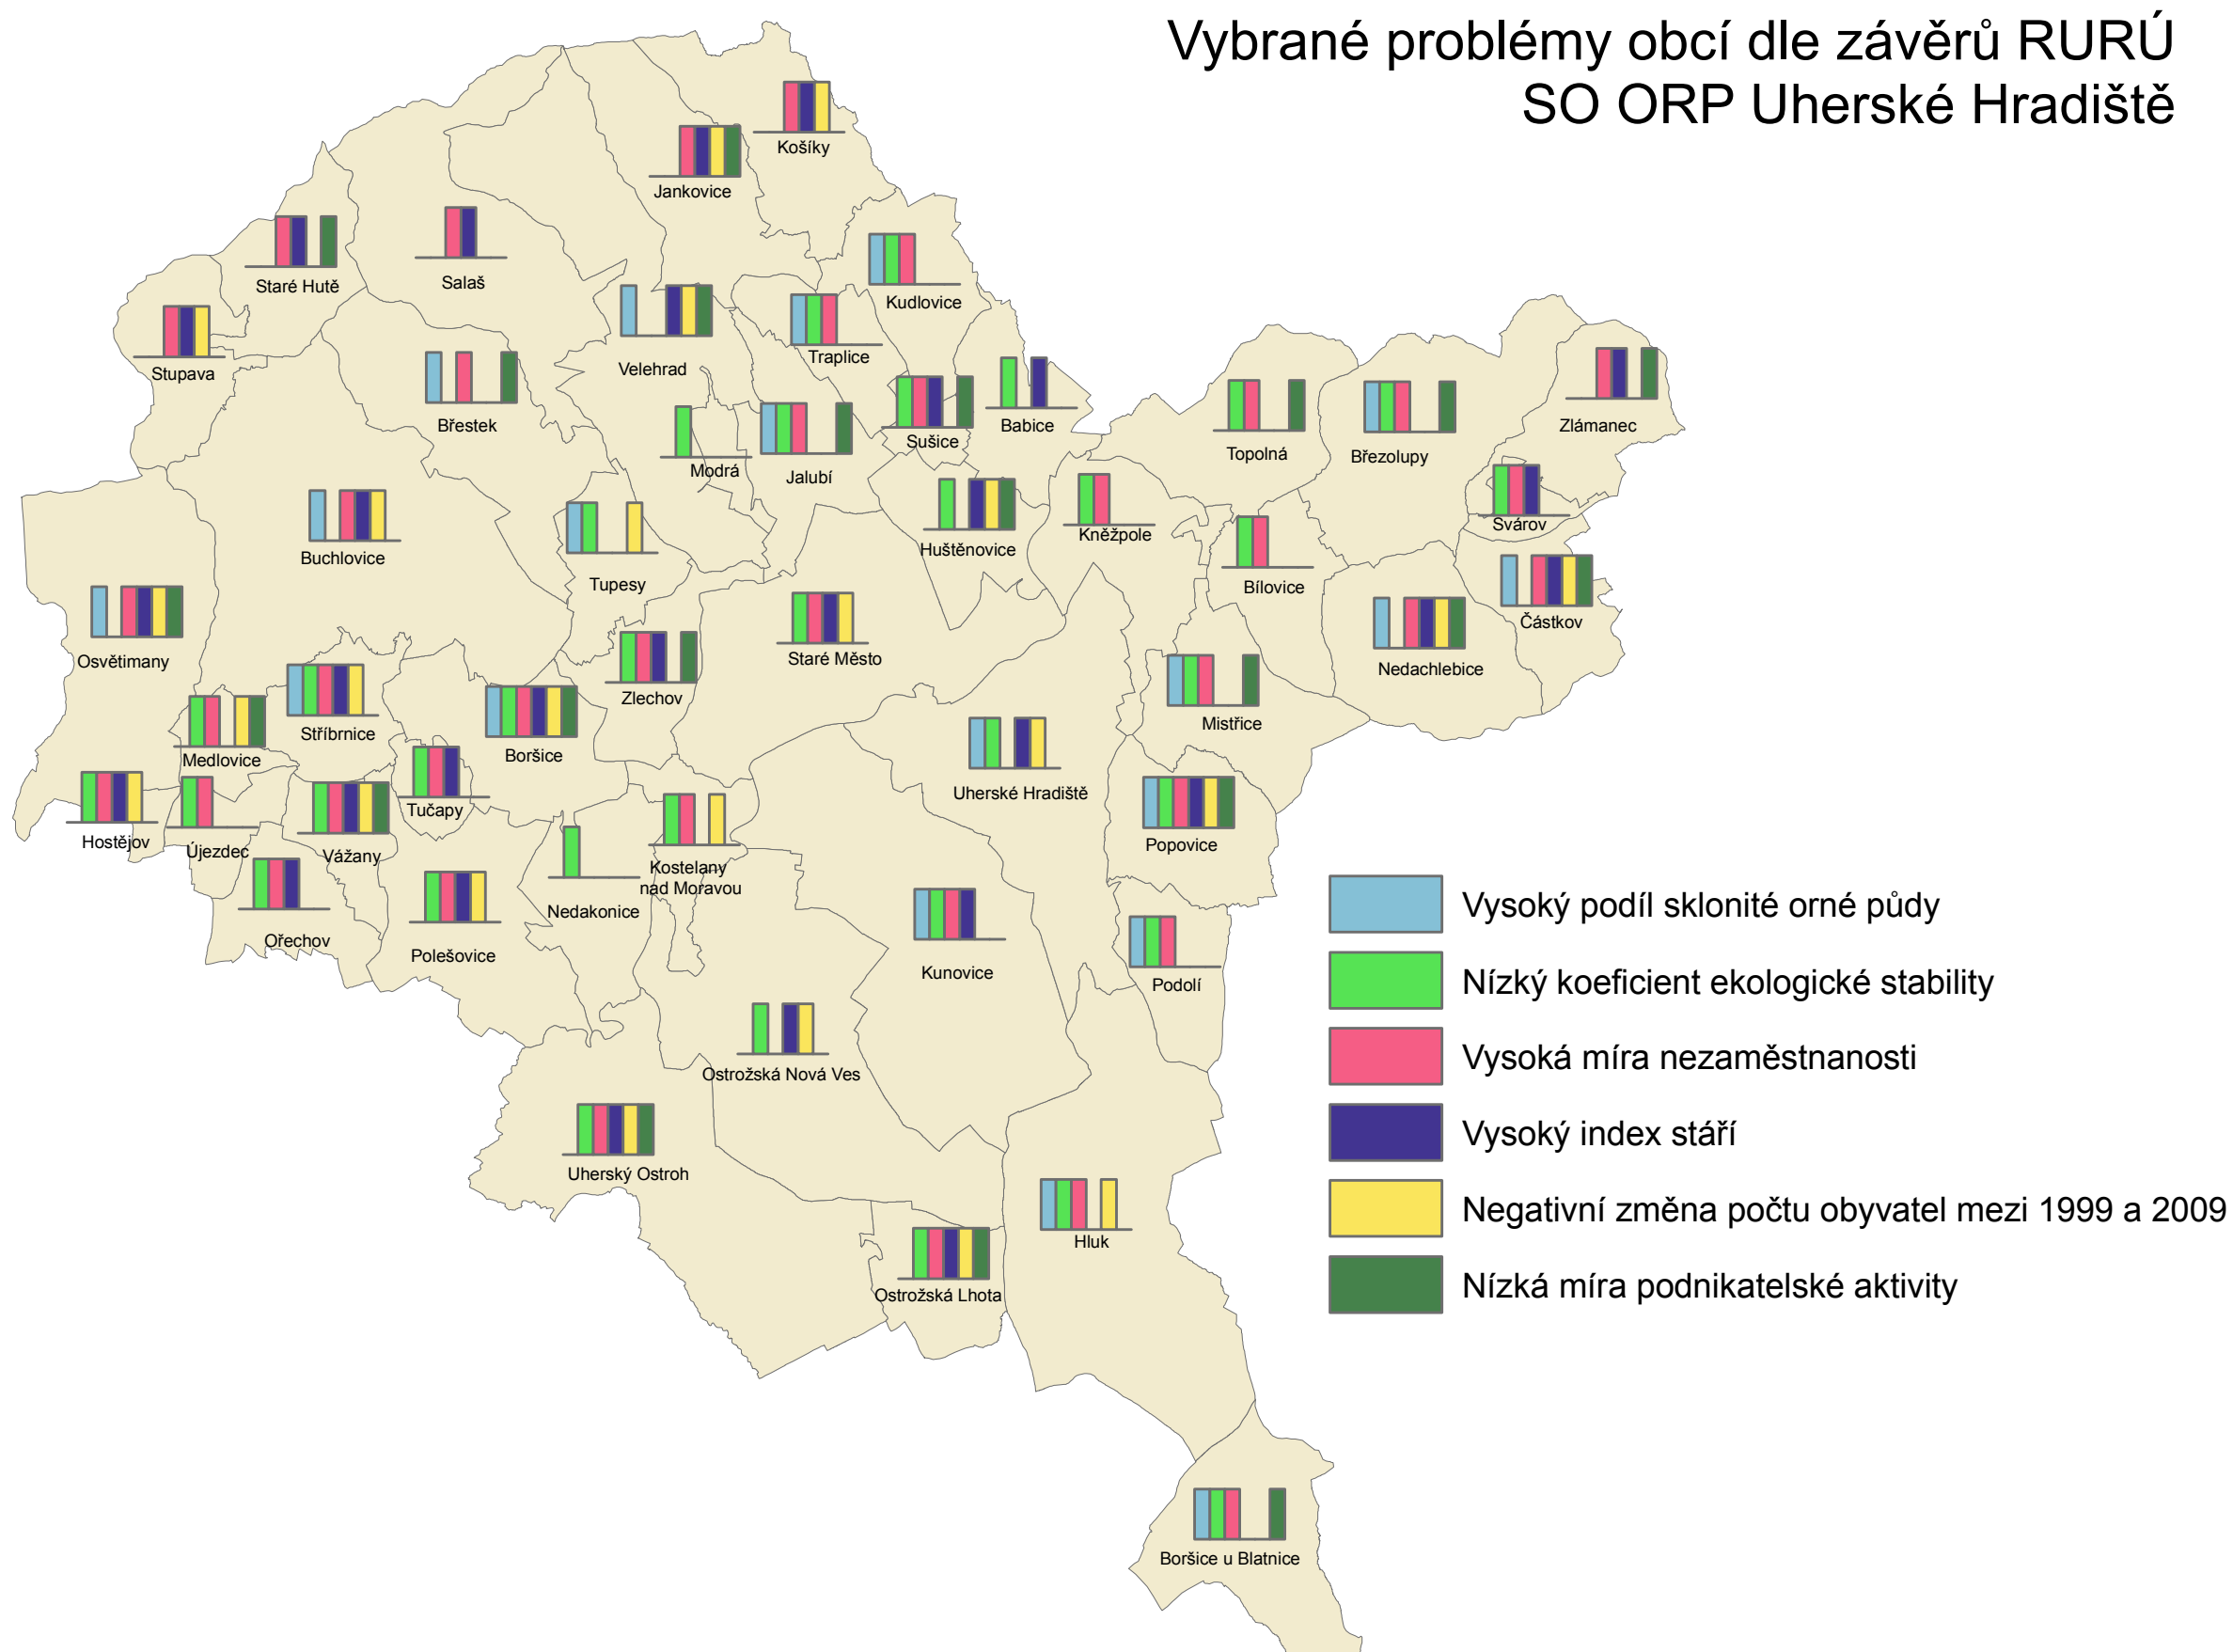 Vybrané problémy obcí dle závěrů RURÚ
SO ORP Uherské Hradiště
Košíky
Jankovice
Staré Hutě
Salaš
Kudlovice
Stupava
Velehrad
Traplice
Břestek
Modrá
Jalubí
Sušice
Babice
Topolná
Březolupy
Zlámanec
Svárov
Buchlovice
Tupesy
Huštěnovice
Kněžpole
Bílovice
Částkov
Osvětimany
Staré Město
Nedachlebice
Zlechov
Mistřice
Stříbrnice
Medlovice
Boršice
Uherské Hradiště
Tučapy
Hostějov
Újezdec
Vážany
Popovice
Kostelany
nad Moravou
Nedakonice
Ořechov
Polešovice
Kunovice
Podolí
Ostrožská Nová Ves
Uherský Ostroh
Hluk
Ostrožská Lhota
Boršice u Blatnice
Vysoký podíl sklonité orné půdy
Nízký koeficient ekologické stability
Vysoká míra nezaměstnanosti
Vysoký index stáří
Negativní změna počtu obyvatel mezi 1999 a 2009
Nízká míra podnikatelské aktivity